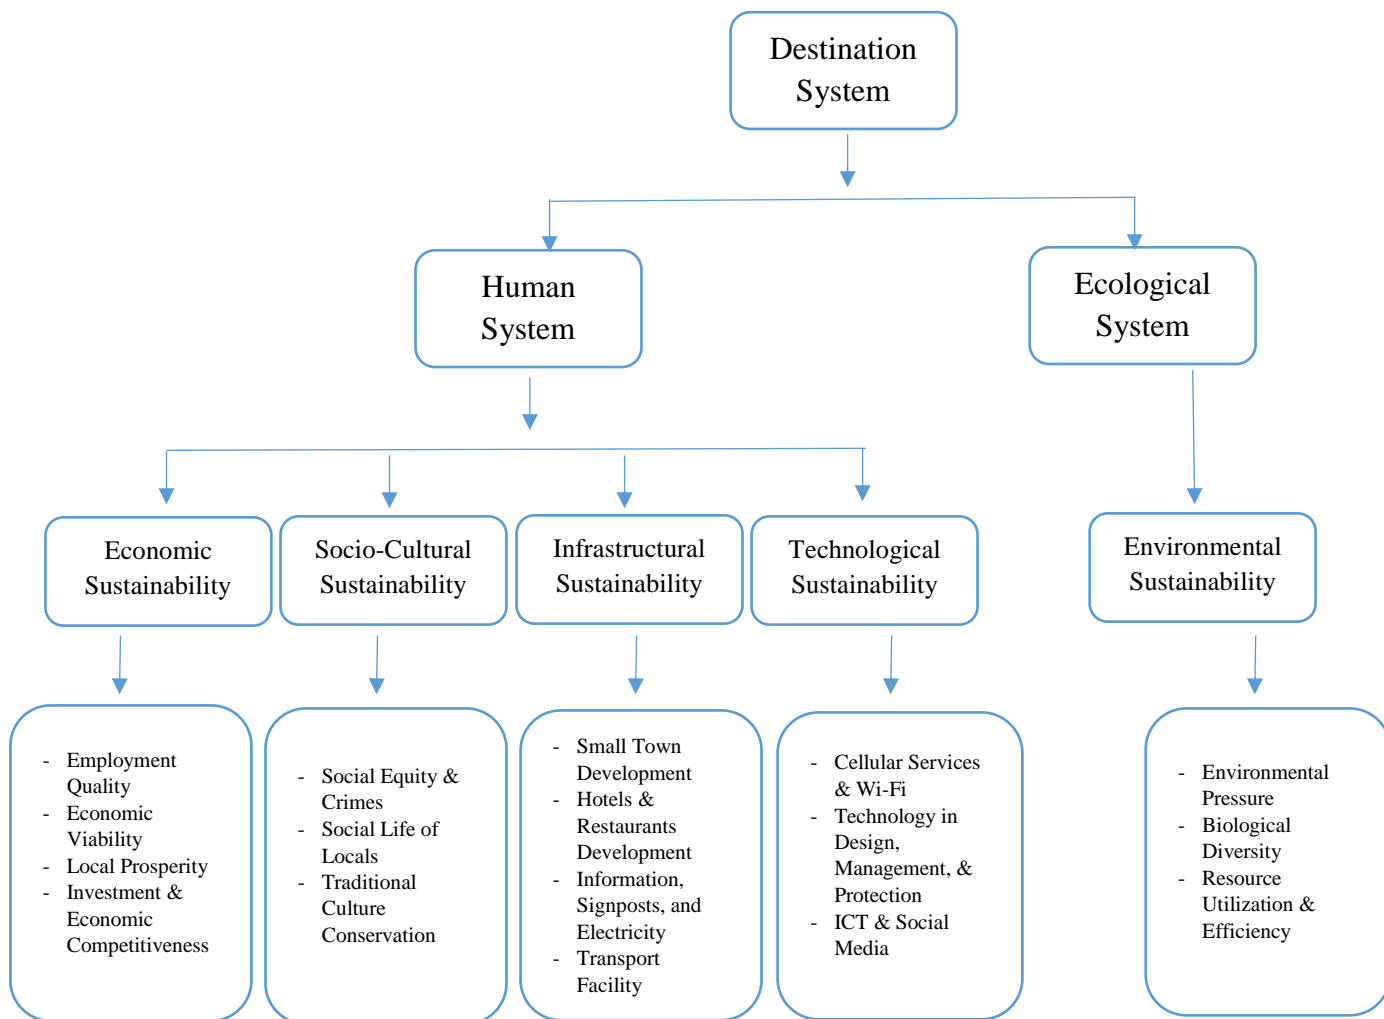 Destination
System
Human
System
Ecological
System
Economic
Sustainability
Socio-Cultural
Sustainability
Infrastructural
Sustainability
Technological
Sustainability
Environmental
Sustainability
- Employment
Quality
- Economic
Viability
- Local Prosperity
- Investment &
Economic
Competitiveness
- Social Equity &
Crimes
- Social Life of
Locals
- Traditional
Culture
Conservation
- Small Town
Development
- Hotels &
Restaurants
Development
- Information,
Signposts, and
Electricity
- Transport
Facility
- Cellular Services
& Wi-Fi
- Technology in
Design,
Management, &
Protection
- ICT & Social
Media
- Environmental
Pressure
- Biological
Diversity
- Resource
Utilization &
Efficiency